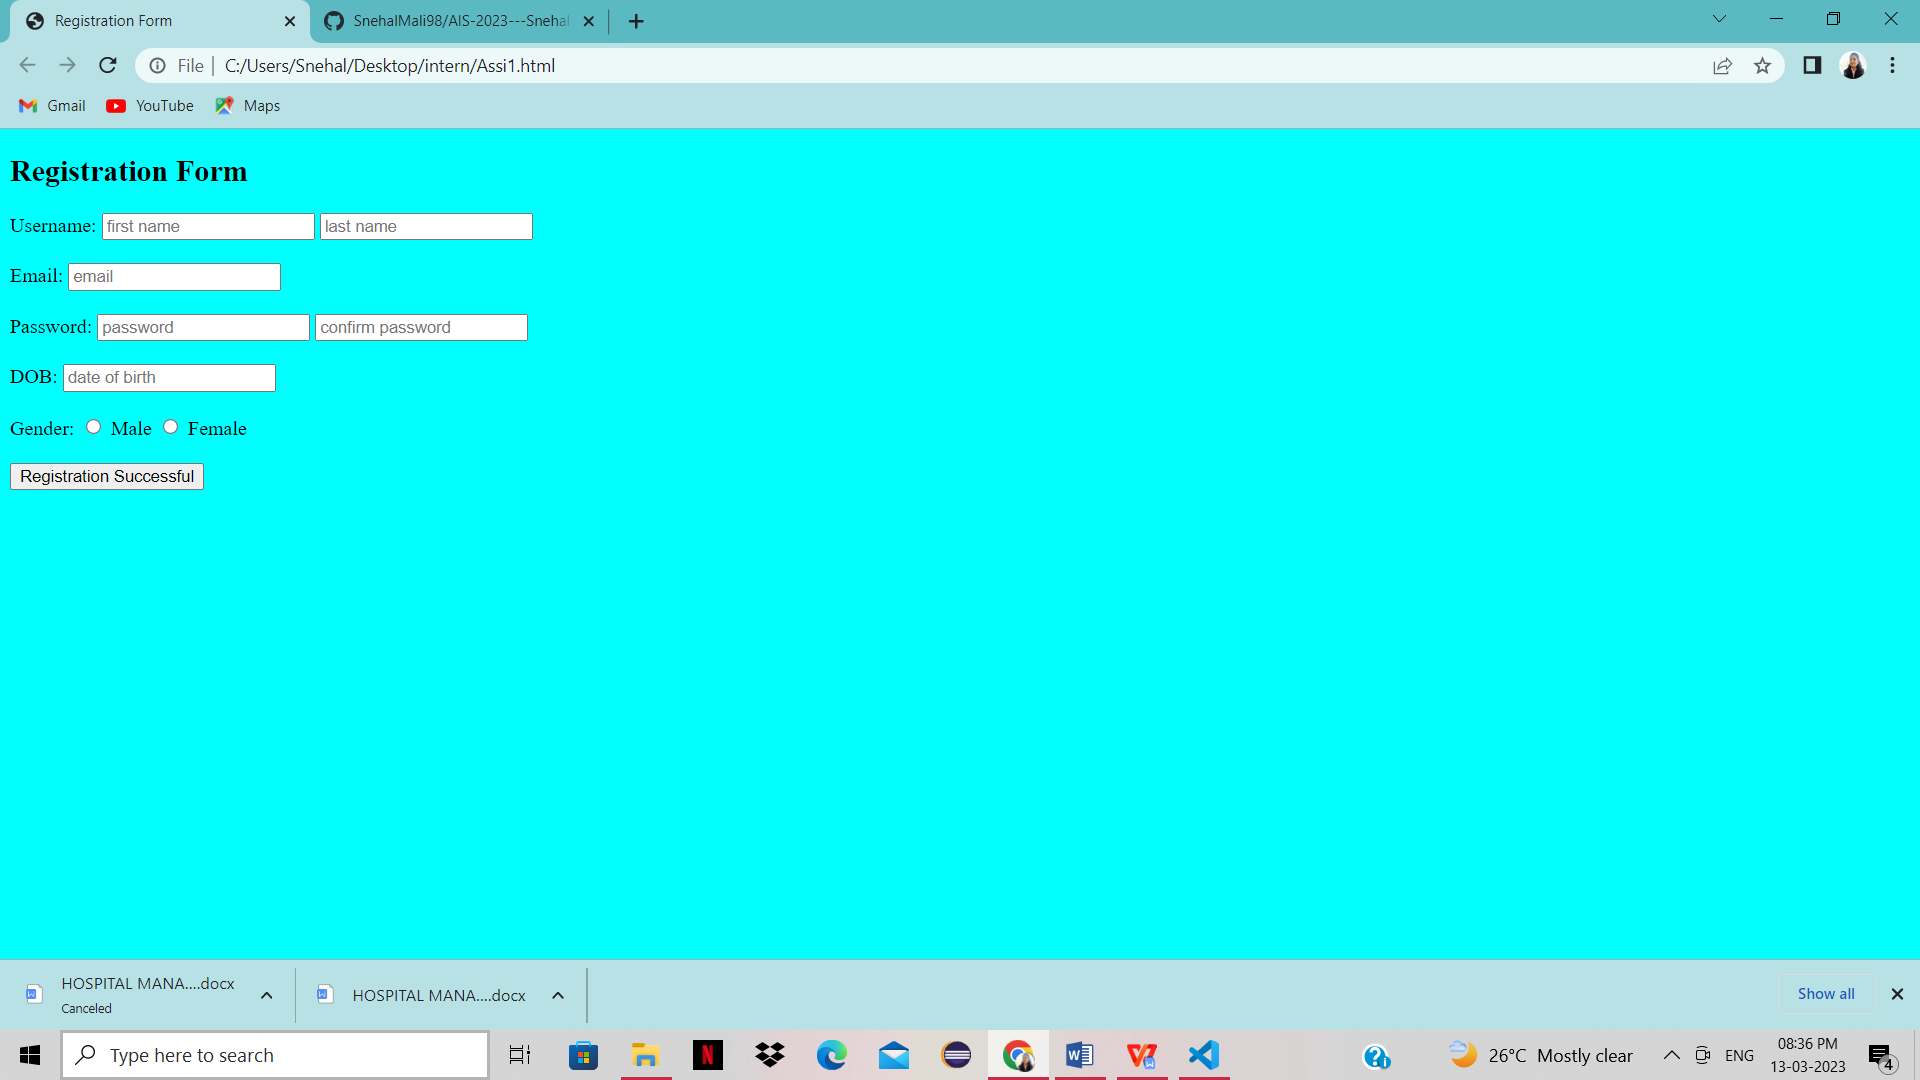 Registration Form
SnehalMali98/AIS-2023---Snehal
File
C:/Users/Snehal/Desktop/intern/Assi1.html
Gmail
YouTube
Maps
Registration Form
Username: first name last name
Email: email
Password: password confirm password
DOB: date of birth
Gender: Male Female
Registration Successful
HOSPITAL MANA....docx
Canceled
HOSPITAL MANA....docx
Show all
Type here to search
26°C Mostly clear
ENG
08:36 PM
13-03-2023
4